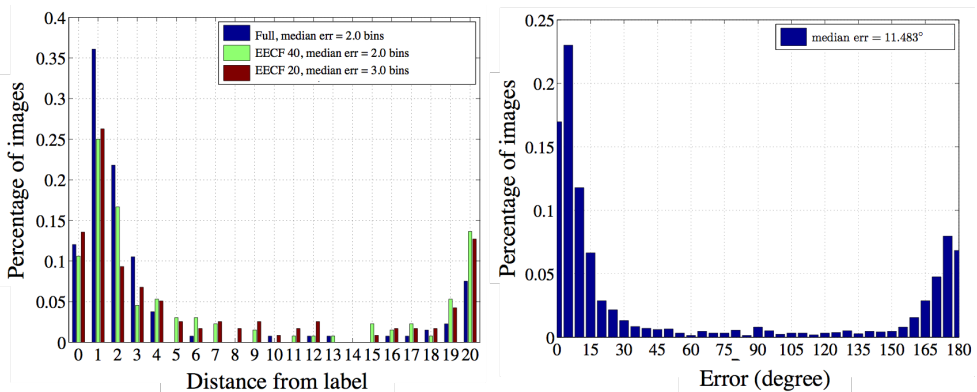 Percentage of images
0.4
0.35
0.3
0.25
0.2
0.15
0.1
0.05
0
Full, median err = 2.0 bins
EECF 40, median err = 2.0 bins
EECF 20, median err = 3.0 bins
0 1 2 3 4 5 6 7 8 9 10 11 12 13 14 15 16 17 18 19 20
Distance from label
Percentage of images
0.25
0.2
0.15
0.1
0.05
0
median err = 11.483°
0 15 30 45 60 75 90 105 120 135 150 165 180
Error (degree)